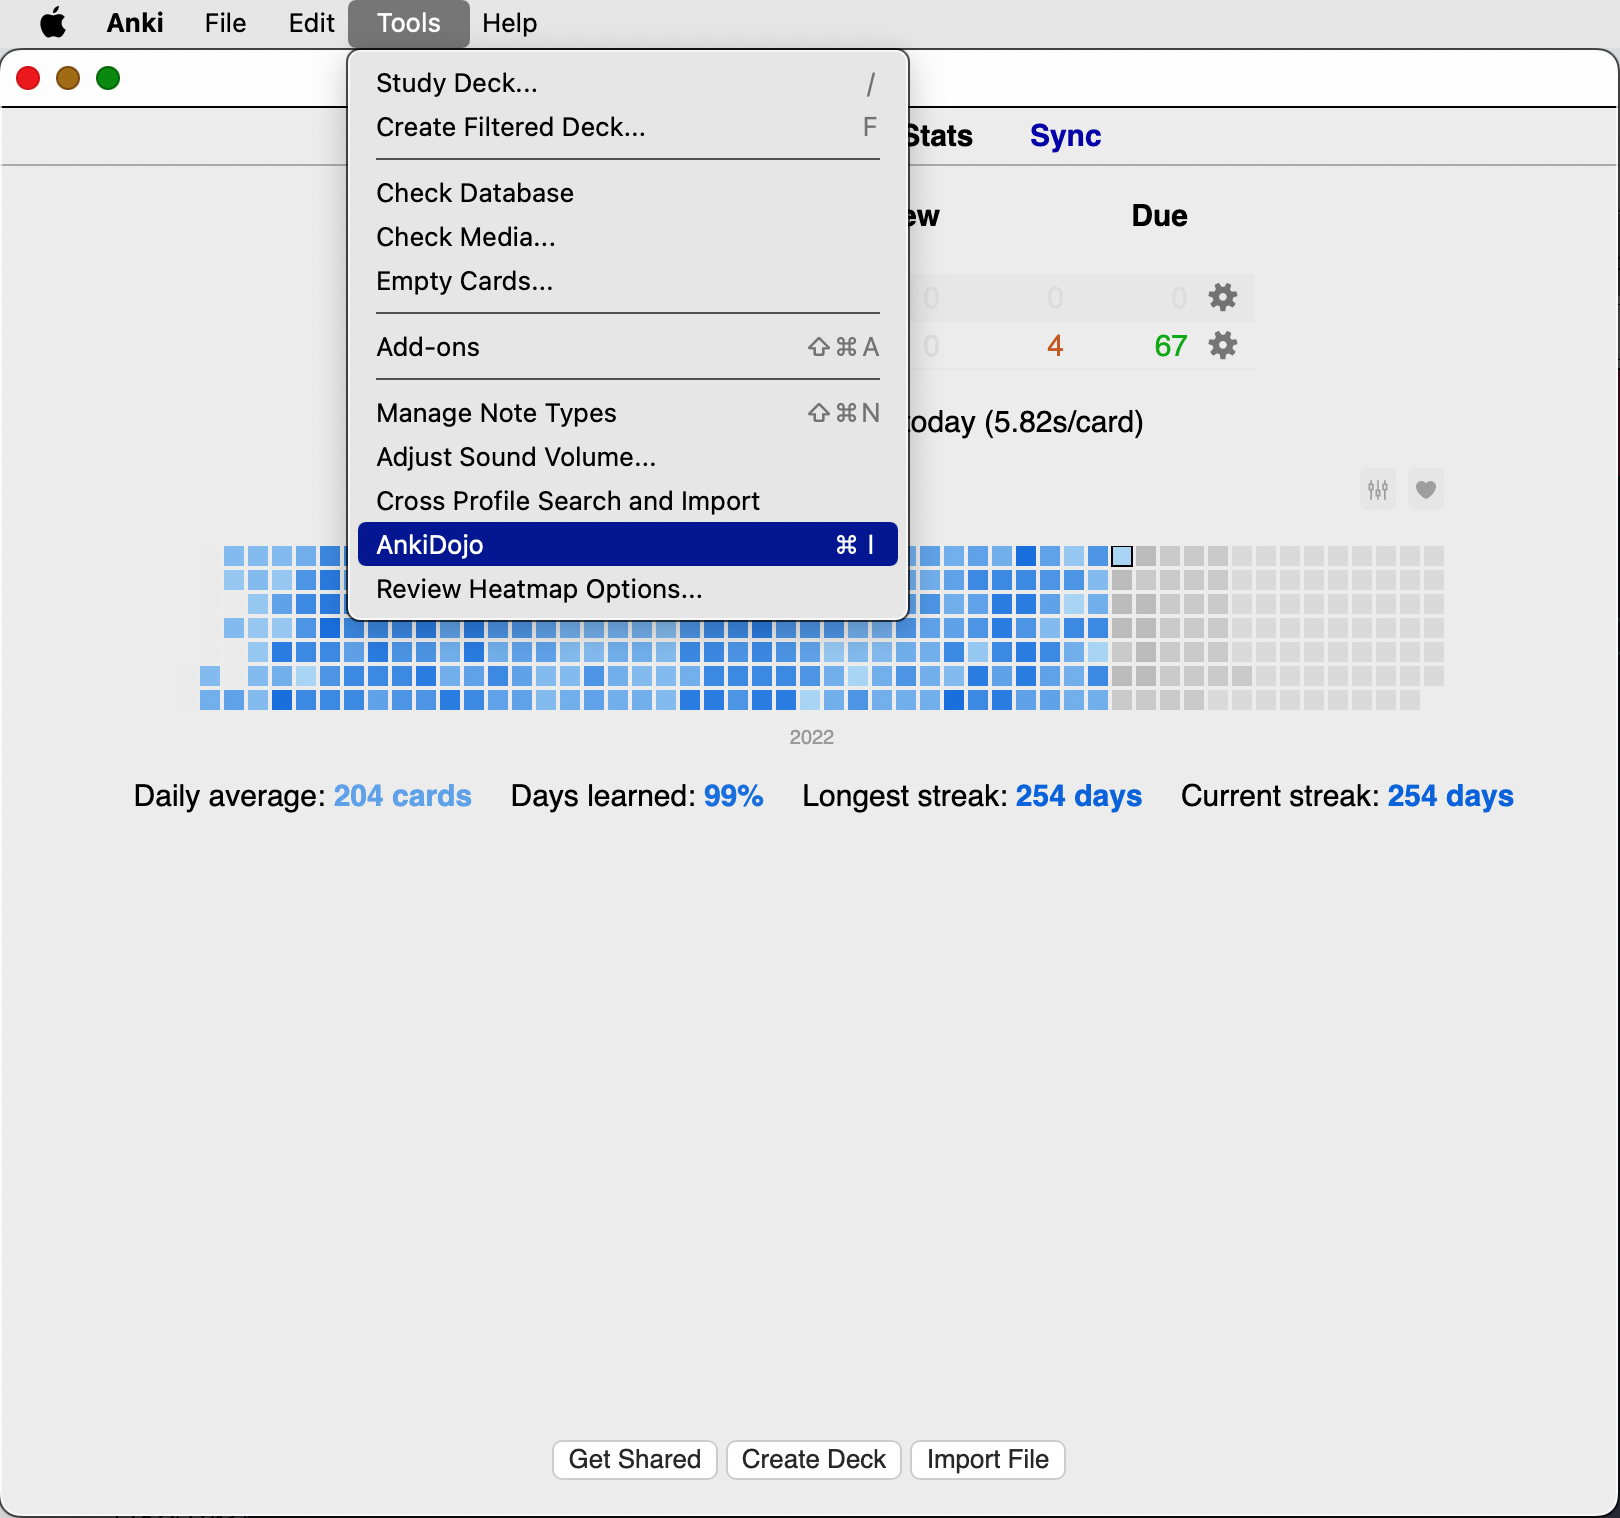 Anki File Edit Tools Help
Study Deck... /
Create Filtered Deck... F
Check Database
Check Media...
Empty Cards...
Add-ons ⇧⌘A
Manage Note Types ⇧⌘N
Adjust Sound Volume...
Cross Profile Search and Import
AnkiDojo ⌘ I
Review Heatmap Options...
Stats Sync
ew Due
0 0 0
0 4 67
today (5.82s/card)
2022
Daily average: 204 cards Days learned: 99% Longest streak: 254 days Current streak: 254 days
Get Shared Create Deck Import File